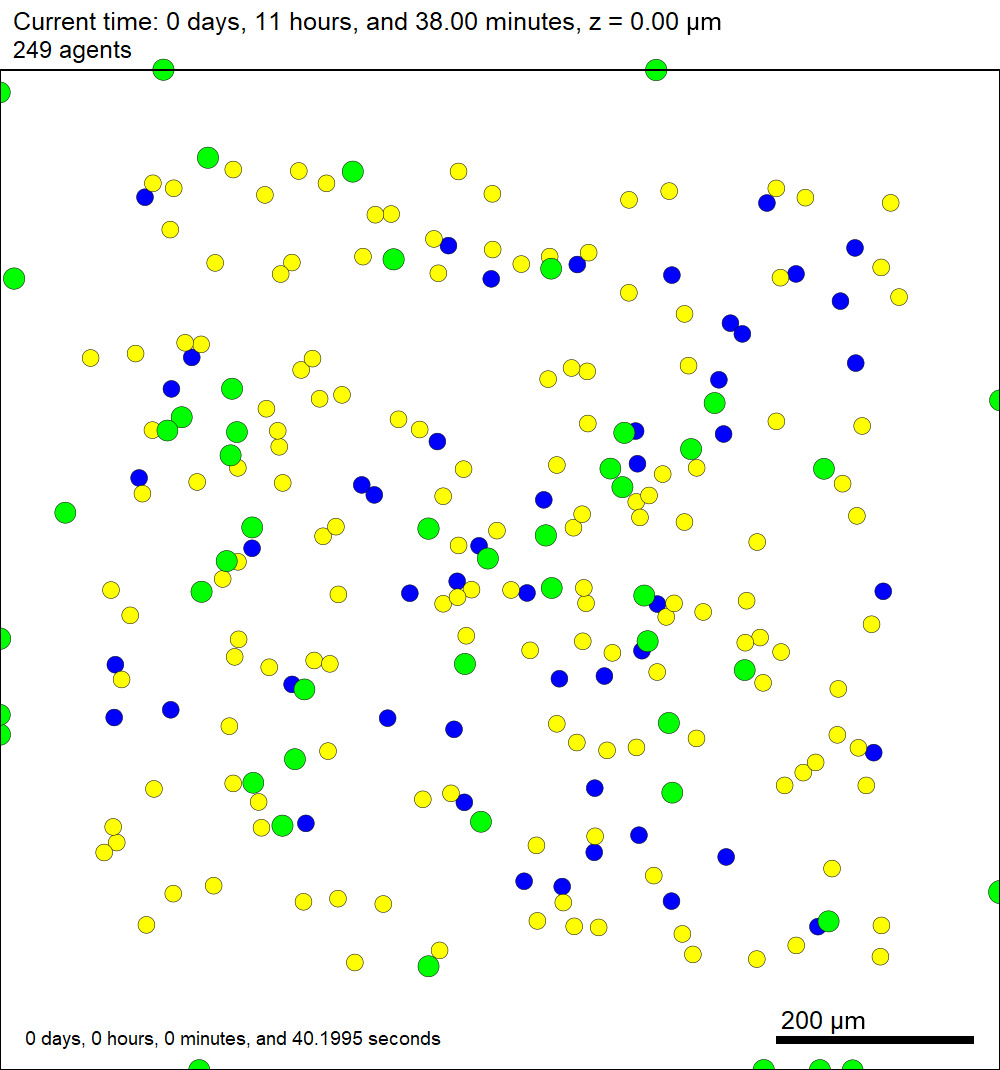 Current time: 0 days, 11 hours, and 38.00 minutes, z = 0.00 µm
249 agents
200 µm
0 days, 0 hours, 0 minutes, and 40.1995 seconds